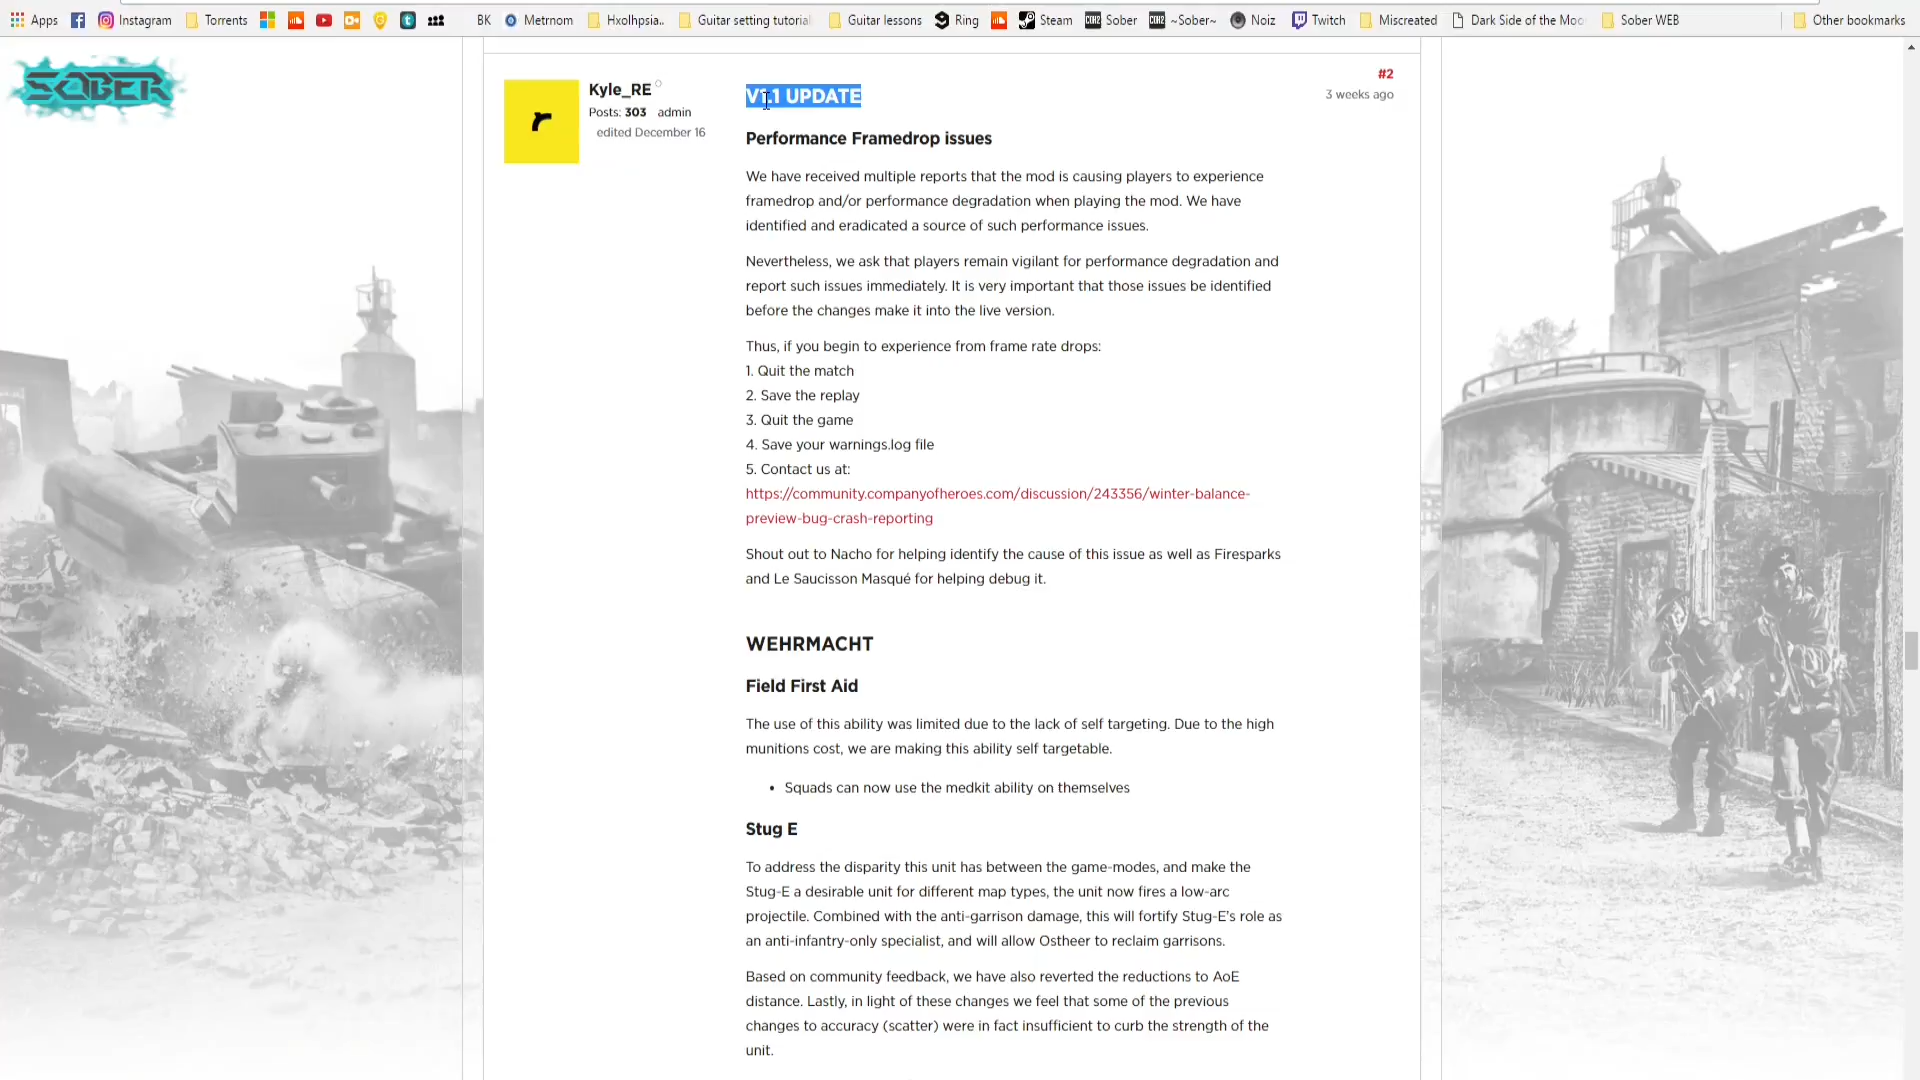 Apps Instagram Torrents BK Metrnom Hxolhpsia.. Guitar setting tutorial Guitar lessons Ring Steam Sober ~Sober~ Noiz Twitch Miscreated Dark Side of the Moo Sober WEB Other bookmarks
SOBER
Kyle_RE
Posts: 303 admin
edited December 16
#2
3 weeks ago
V1.1 UPDATE
Performance Framedrop issues
We have received multiple reports that the mod is causing players to experience
framedrop and/or performance degradation when playing the mod. We have
identified and eradicated a source of such performance issues.
Nevertheless, we ask that players remain vigilant for performance degradation and
report such issues immediately. It is very important that those issues be identified
before the changes make it into the live version.
Thus, if you begin to experience from frame rate drops:
1. Quit the match
2. Save the replay
3. Quit the game
4. Save your warnings.log file
5. Contact us at:
https://community.companyofheroes.com/discussion/243356/winter-balance-
preview-bug-crash-reporting
Shout out to Nacho for helping identify the cause of this issue as well as Firesparks
and Le Saucisson Masqué for helping debug it.
WEHRMACHT
Field First Aid
The use of this ability was limited due to the lack of self targeting. Due to the high
munitions cost, we are making this ability self targetable.
• Squads can now use the medkit ability on themselves
Stug E
To address the disparity this unit has between the game-modes, and make the
Stug-E a desirable unit for different map types, the unit now fires a low-arc
projectile. Combined with the anti-garrison damage, this will fortify Stug-E's role as
an anti-infantry-only specialist, and will allow Ostheer to reclaim garrisons.
Based on community feedback, we have also reverted the reductions to AoE
distance. Lastly, in light of these changes we feel that some of the previous
changes to accuracy (scatter) were in fact insufficient to curb the strength of the
unit.